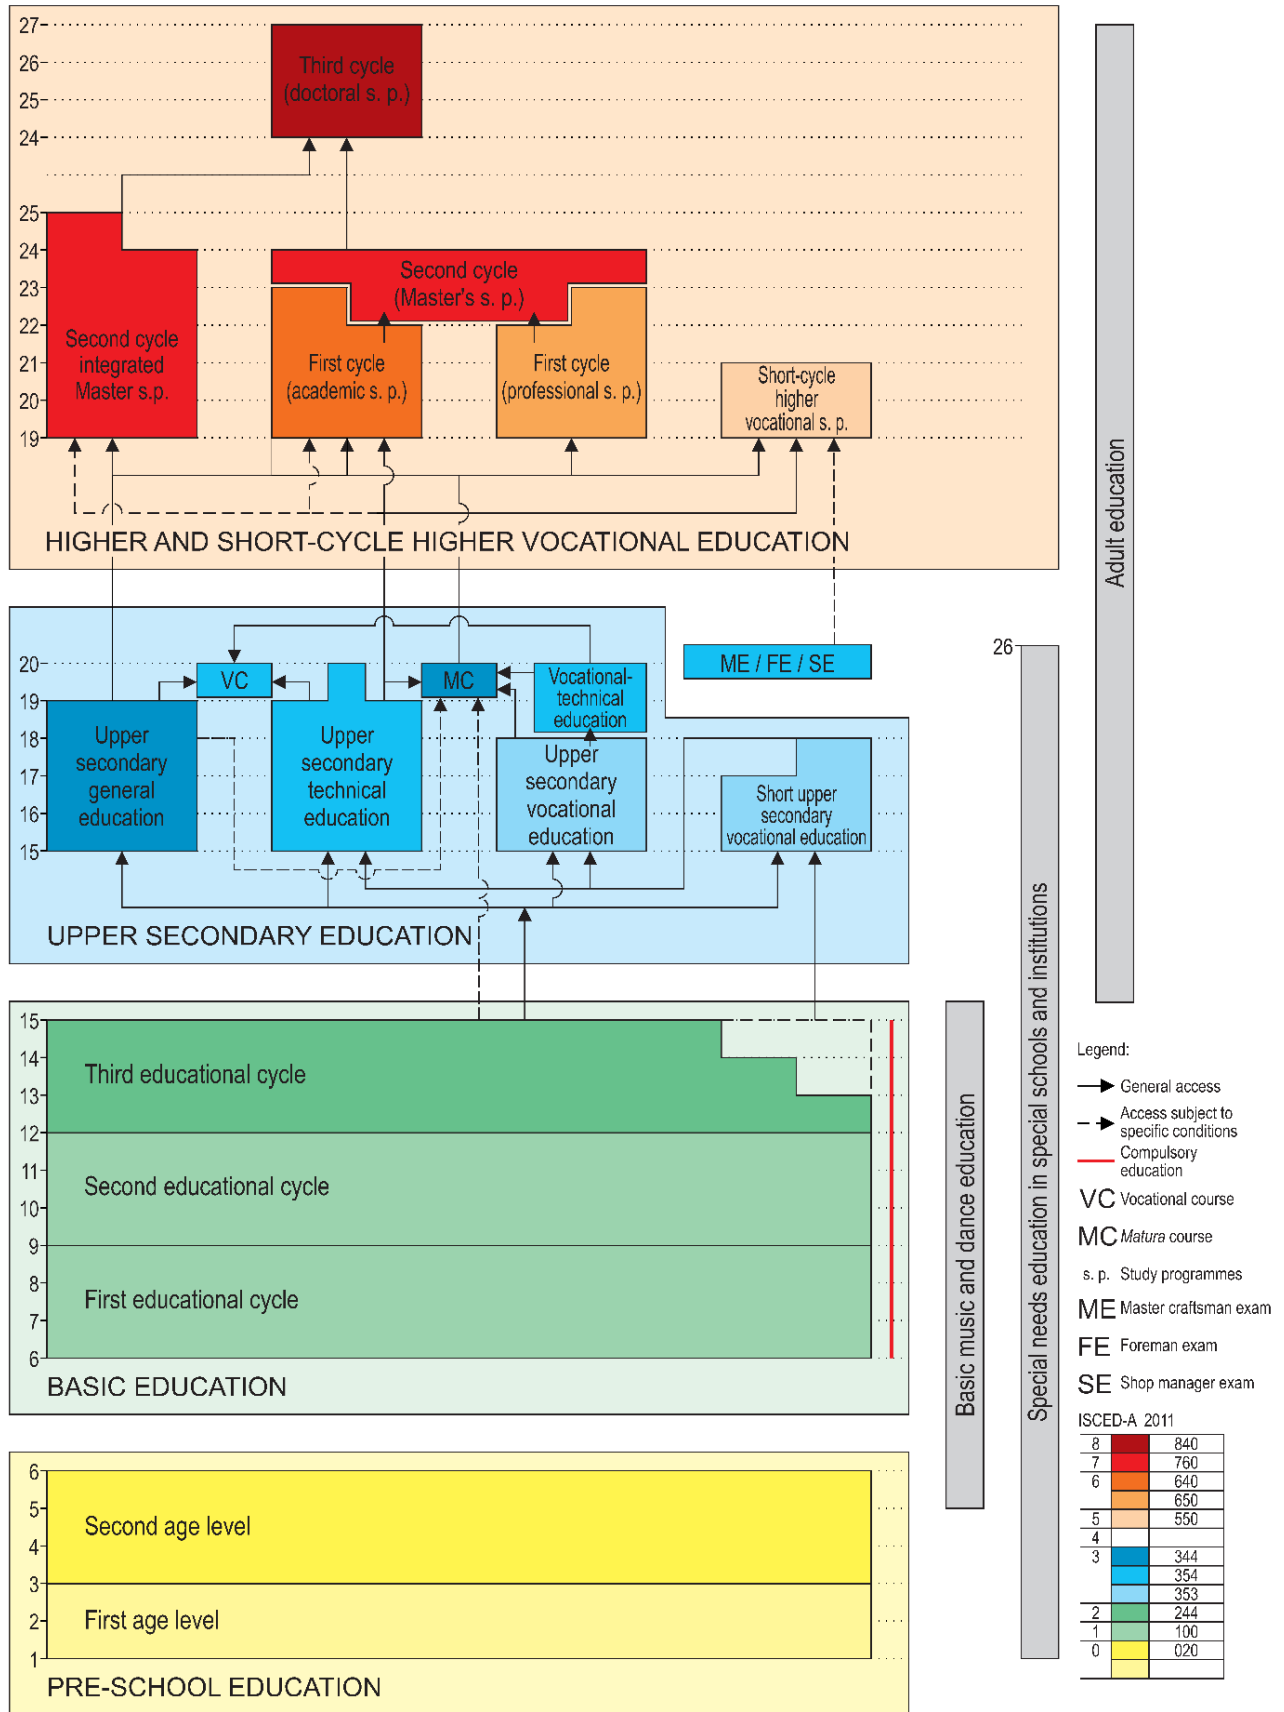 27
26
25
24
Third cycle
(doctoral s. p.)
25
24
23
22
21
20
19
Second cycle
integrated
Master s.p.
Second cycle
(Master's s. p.)
First cycle
(academic s. p.)
First cycle
(professional s. p.)
Short-cycle
higher
vocational s. p.
HIGHER AND SHORT-CYCLE HIGHER VOCATIONAL EDUCATION
20
19
18
17
16
15
VC
MC
Vocational-
technical
education
ME / FE / SE
Upper
secondary
general
education
Upper
secondary
technical
education
Upper
secondary
vocational
education
Short upper
secondary
vocational education
UPPER SECONDARY EDUCATION
15
14
13
12
11
10
9
8
7
6
Third educational cycle
Second educational cycle
First educational cycle
BASIC EDUCATION
6
5
4
3
2
1
Second age level
First age level
PRE-SCHOOL EDUCATION
Basic music and dance education
26
Special needs education in special schools and institutions
Adult education
Legend:
General access
Access subject to
specific conditions
Compulsory
education
VC Vocational course
MC Matura course
s. p. Study programmes
ME Master craftsman exam
FE Foreman exam
SE Shop manager exam
ISCED-A 2011
8 840
7 760
6 640
650
5 550
4
3 344
354
353
2 244
1 100
0 020